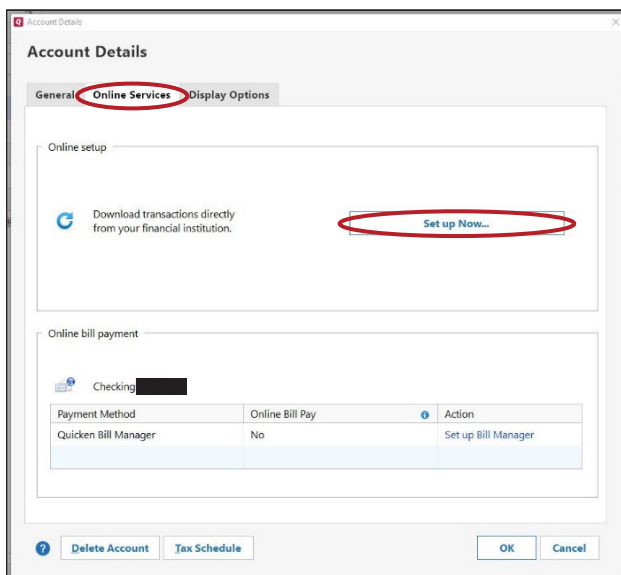 Account Details
Account Details
General Online Services Display Options
Online setup
Download transactions directly
from your financial institution.
Set up Now...
Online bill payment
Checking
Payment Method Online Bill Pay Action
Quicken Bill Manager No Set up Bill Manager
Delete Account Tax Schedule OK Cancel